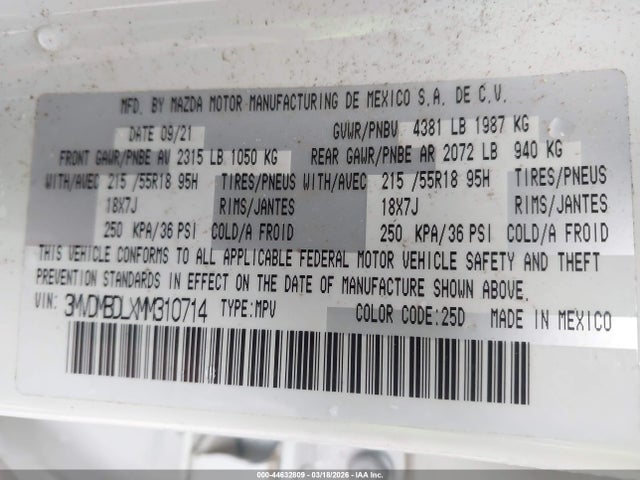 MFD. BY MAZDA MOTOR MANUFACTURING DE MEXICO S.A. DE C.V.
DATE 09/21 GVWR/PNBV 4381 LB 1987 KG
FRONT GAWR/PNBE AV 2315 LB 1050 KG REAR GAWR/PNBE AR 2072 LB 940 KG
WITH/AVEC 215 /55R18 95H TIRES/PNEUS WITH/AVEC 215 /55R18 95H TIRES/PNEUS
18X7J RIMS/JANTES 18X7J RIMS/JANTES
250 KPA/36 PSI COLD/A FROID 250 KPA/36 PSI COLD/A FROID
THIS VEHICLE CONFORMS TO ALL APPLICABLE FEDERAL MOTOR VEHICLE SAFETY AND THEFT
PREVENTION STANDARDS IN EFFECT ON THE DATE OF MANUFACTURE SHOWN ABOVE.
VIN: 3MVDMBDLXMM310714 TYPE:MPV COLOR CODE:25D MADE IN MEXICO
000-44632609 - 03/18/2026 - IAA Inc.